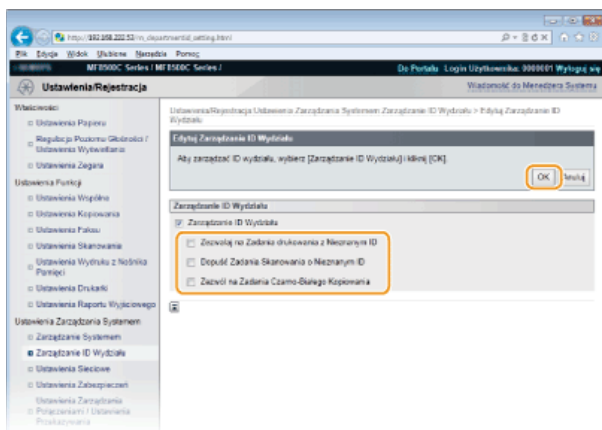 Plik Edycja Widok Ulubione Narzędzia Pomoc
MF8500C Series / MF8500C Series /
Do Portalu Login Użytkownika: 0000001 Wyloguj się
Ustawienia/Rejestracja
Wiadomość do Menedżera Systemu
Właściwości
Ustawienia Papieru
Regulacja Poziomu Głośności /
Ustawienia Wyświetlania
Ustawienia Zegara
Ustawienia Funkcji
Ustawienia Wspólne
Ustawienia Kopiowania
Ustawienia Faksu
Ustawienia Skanowania
Ustawienia Wydruku z Nośnika
Pamięci
Ustawienia Drukarki
Ustawienia Raportu Wyjściowego
Ustawienia Zarządzania Systemem
Zarządzanie Systemem
Zarządzanie ID Wydziału
Ustawienia Sieciowe
Ustawienia Zabezpieczeń
Ustawienia Zarządzania
Połączeniami / Ustawienia
Przekazywania
Ustawienia/Rejestracja Ustawienia Zarządzania Systemem Zarządzanie ID Wydziału > Edytuj Zarządzanie ID
Wydziału
Edytuj Zarządzanie ID Wydziału
Aby zarządzać ID wydziału, wybierz [Zarządzanie ID Wydziału] i kliknij [OK].
OK Anuluj
Zarządzanie ID Wydziału
Zarządzanie ID Wydziału
Zezwalaj na Zadania drukowania z Nieznanym ID
Dopuść Zadania Skanowania o Nieznanym ID
Zezwól na Zadania Czarno-Białego Kopiowania